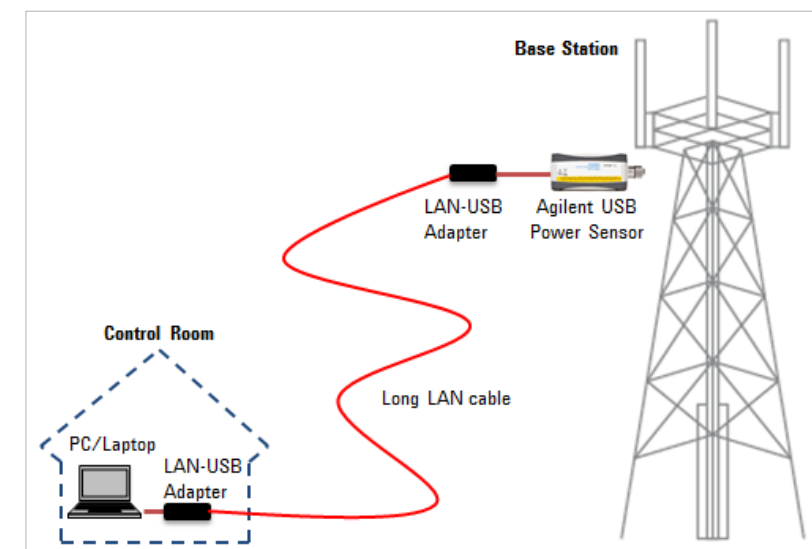 Base Station
LAN-USB
Adapter
Agilent USB
Power Sensor
Control Room
Long LAN cable
PC/Laptop
LAN-USB
Adapter